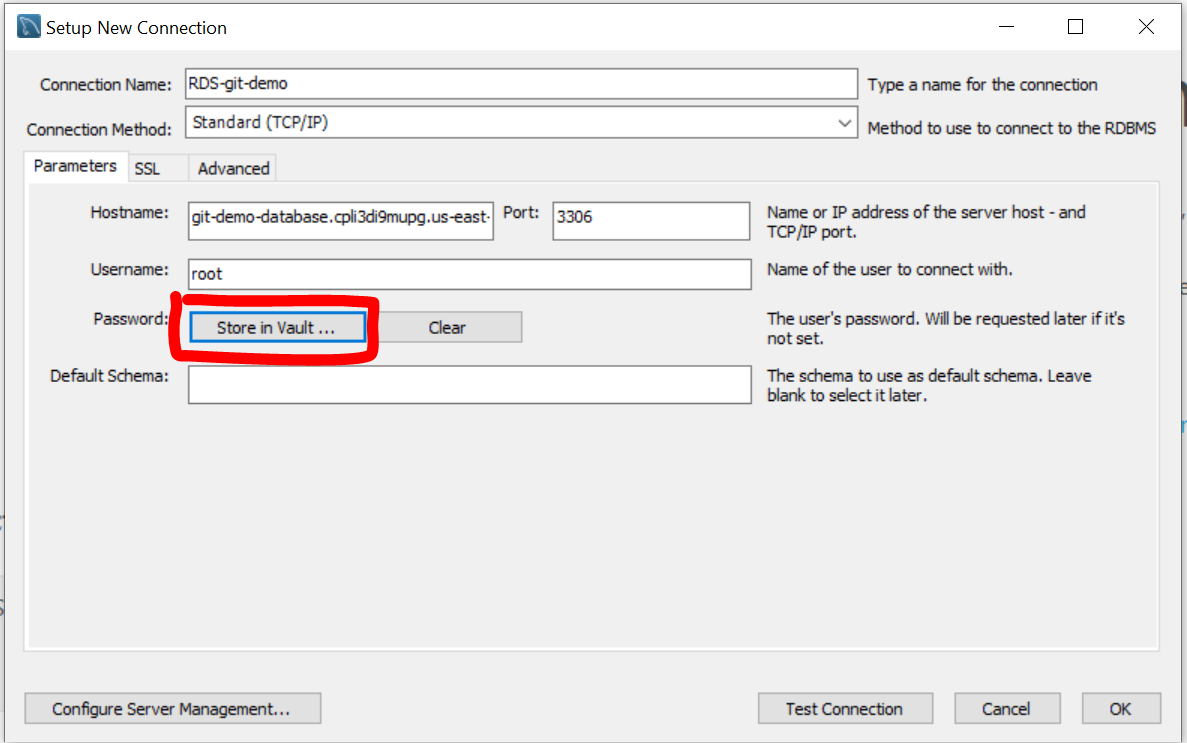 Setup New Connection
Connection Name: RDS-git-demo Type a name for the connection
Connection Method: Standard (TCP/IP) Method to use to connect to the RDBMS
Parameters SSL Advanced
Hostname: git-demo-database.cpli3di9mupg.us-east- Port: 3306 Name or IP address of the server host - and
TCP/IP port.
Username: root Name of the user to connect with.
Password: Store in Vault ... Clear The user's password. Will be requested later if it's
not set.
Default Schema: The schema to use as default schema. Leave
blank to select it later.
Configure Server Management... Test Connection Cancel OK